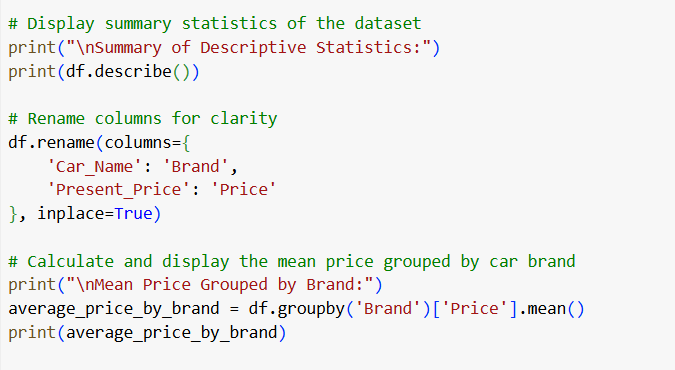 # Display summary statistics of the dataset
print("\nSummary of Descriptive Statistics:")
print(df.describe())
# Rename columns for clarity
df.rename(columns={
    'Car_Name': 'Brand',
    'Present_Price': 'Price'
}, inplace=True)
# Calculate and display the mean price grouped by car brand
print("\nMean Price Grouped by Brand:")
average_price_by_brand = df.groupby('Brand')['Price'].mean()
print(average_price_by_brand)